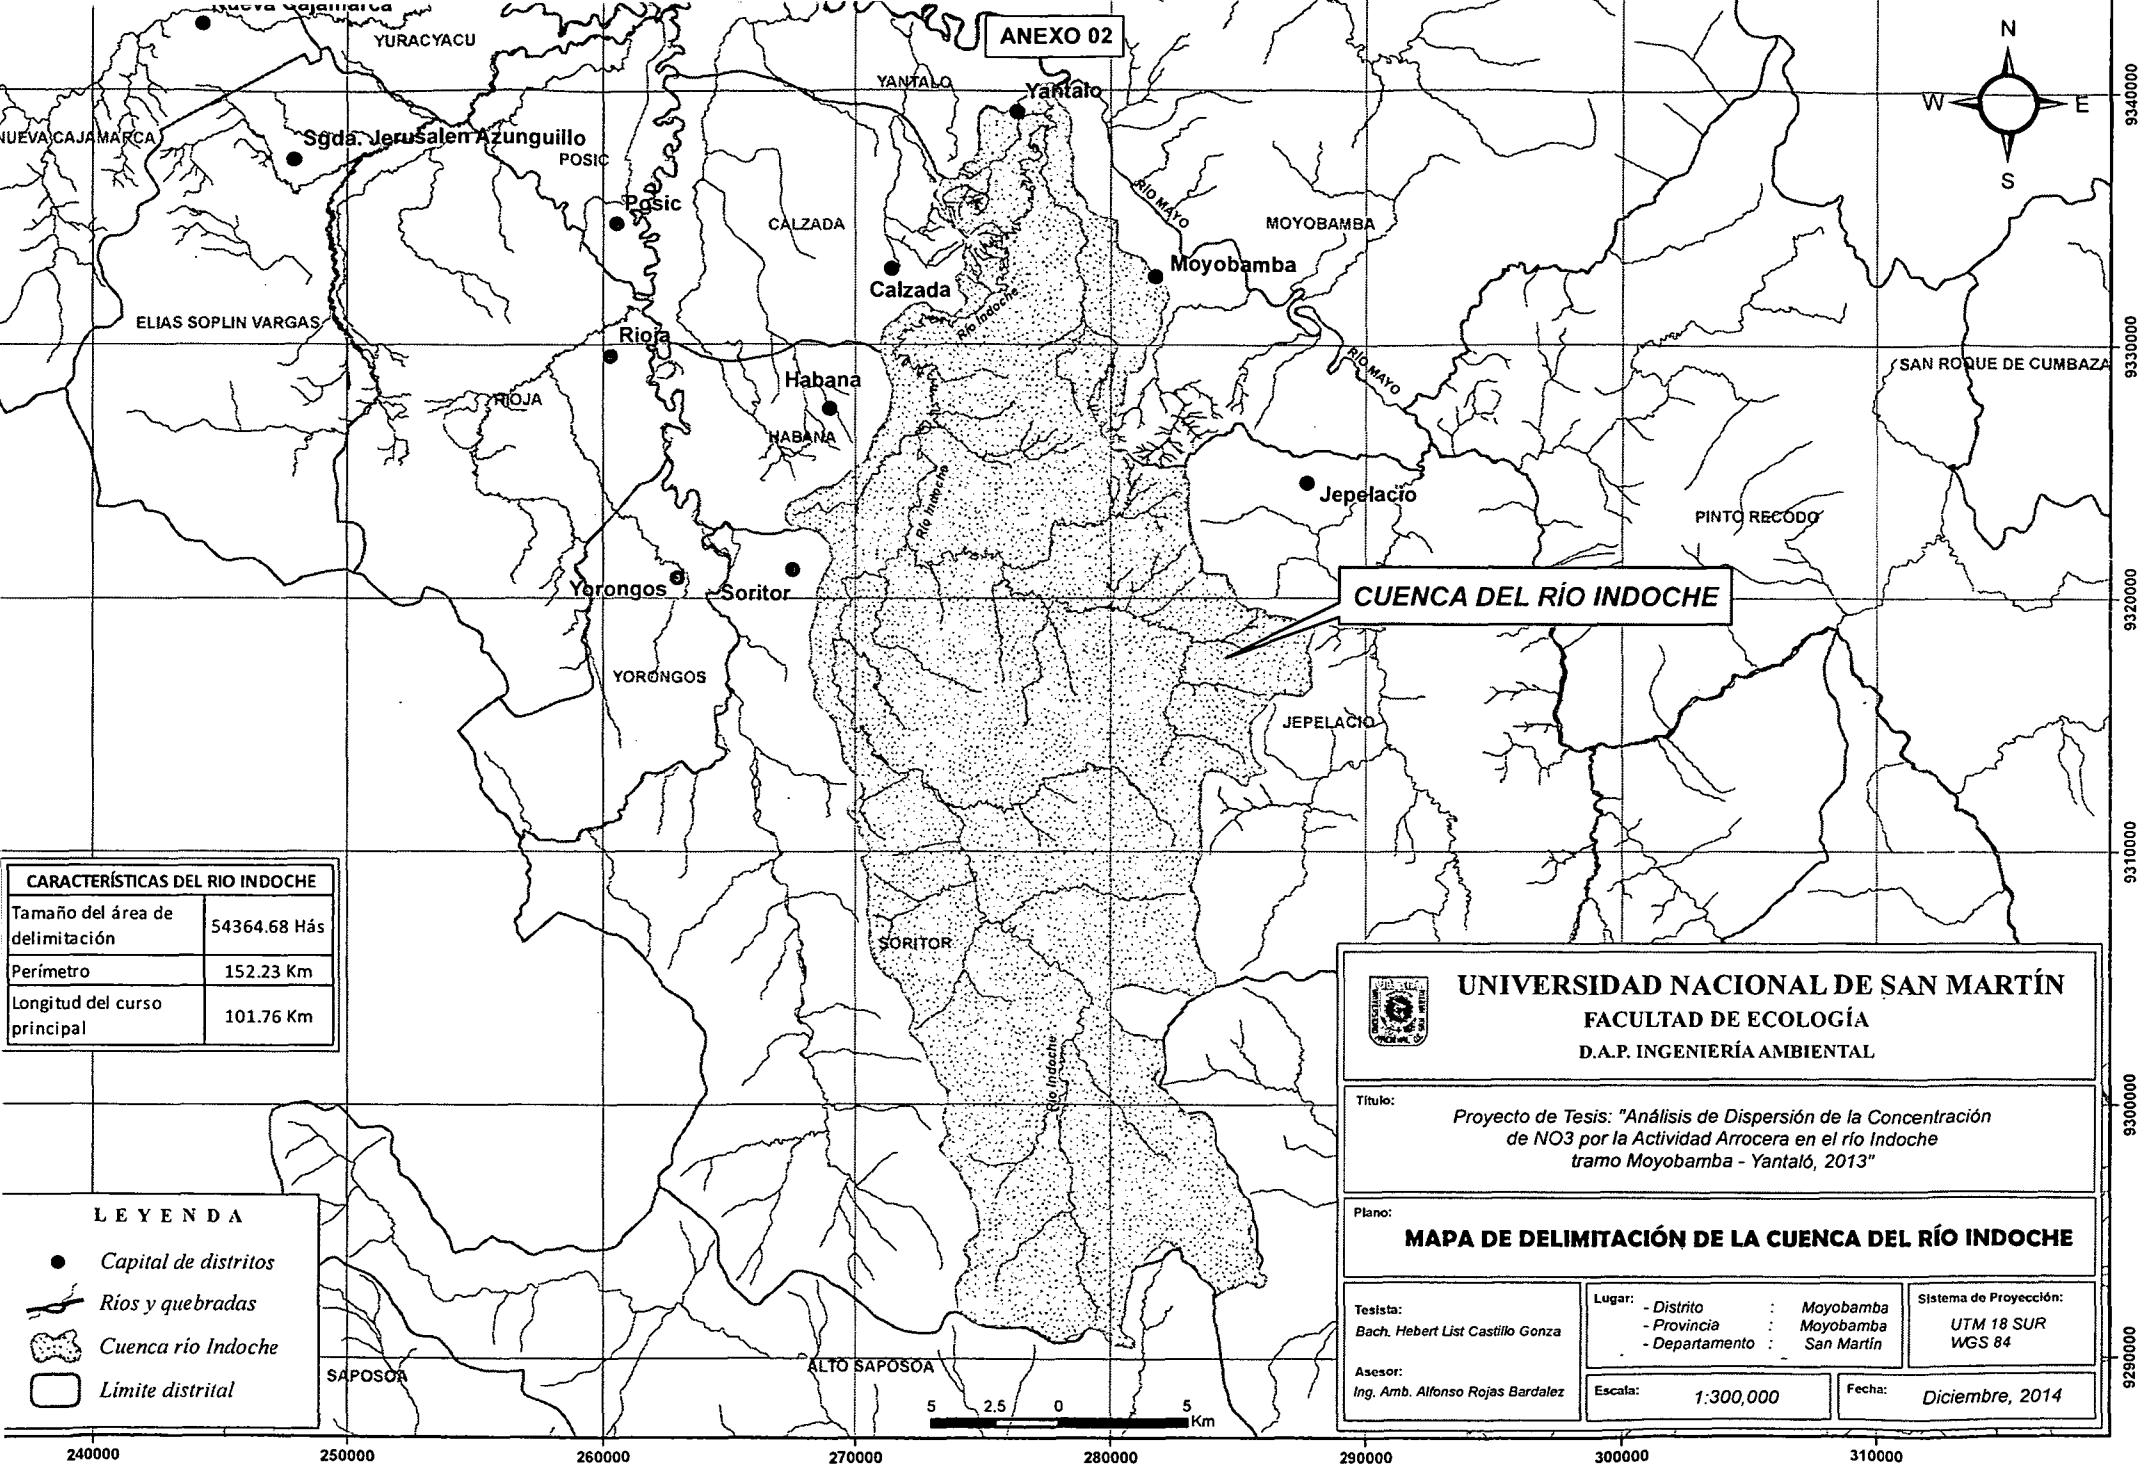 Nueva Cajamarca
YURACYACU
ANEXO 02
YANTALO
Yantalo
N
W
E
S
NUEVA CAJAMARCA
Sgda. Jerusalen Azunguillo
POSIC
Posic
CALZADA
RIO MAYO
MOYOBAMBA
Moyobamba
Calzada
Río Indoche
ELIAS SOPLIN VARGAS
Rioja
RIO MAYO
SAN ROQUE DE CUMBAZA
Habana
RIOJA
HABANA
Río Indoche
Jepelacio
PINTO RECODO
Yorongos
Soritor
CUENCA DEL RÍO INDOCHE
YORONGOS
JEPELACIO
SORITOR
Río Indoche
SAPOSOA
ALTO SAPOSOA
CARACTERÍSTICAS DEL RIO INDOCHE
Tamaño del área de
delimitación
54364.68 Hás
Perímetro
152.23 Km
Longitud del curso
principal
101.76 Km
LEYENDA
Capital de distritos
Ríos y quebradas
Cuenca río Indoche
Límite distrital
5 2.5 0 5
Km
UNIVERSIDAD NACIONAL DE SAN MARTÍN
FACULTAD DE ECOLOGÍA
D.A.P. INGENIERÍA AMBIENTAL
Título:
Proyecto de Tesis: "Análisis de Dispersión de la Concentración
de NO3 por la Actividad Arrocera en el río Indoche
tramo Moyobamba - Yantaló, 2013"
Plano:
MAPA DE DELIMITACIÓN DE LA CUENCA DEL RÍO INDOCHE
Tesista:
Bach. Hebert List Castillo Gonza
Asesor:
Ing. Amb. Alfonso Rojas Bardalez
Lugar:
- Distrito : Moyobamba
- Provincia : Moyobamba
- Departamento : San Martín
Sistema de Proyección:
UTM 18 SUR
WGS 84
Escala:
1:300,000
Fecha:
Diciembre, 2014
9340000
9330000
9320000
9310000
9300000
9290000
240000 250000 260000 270000 280000 290000 300000 310000